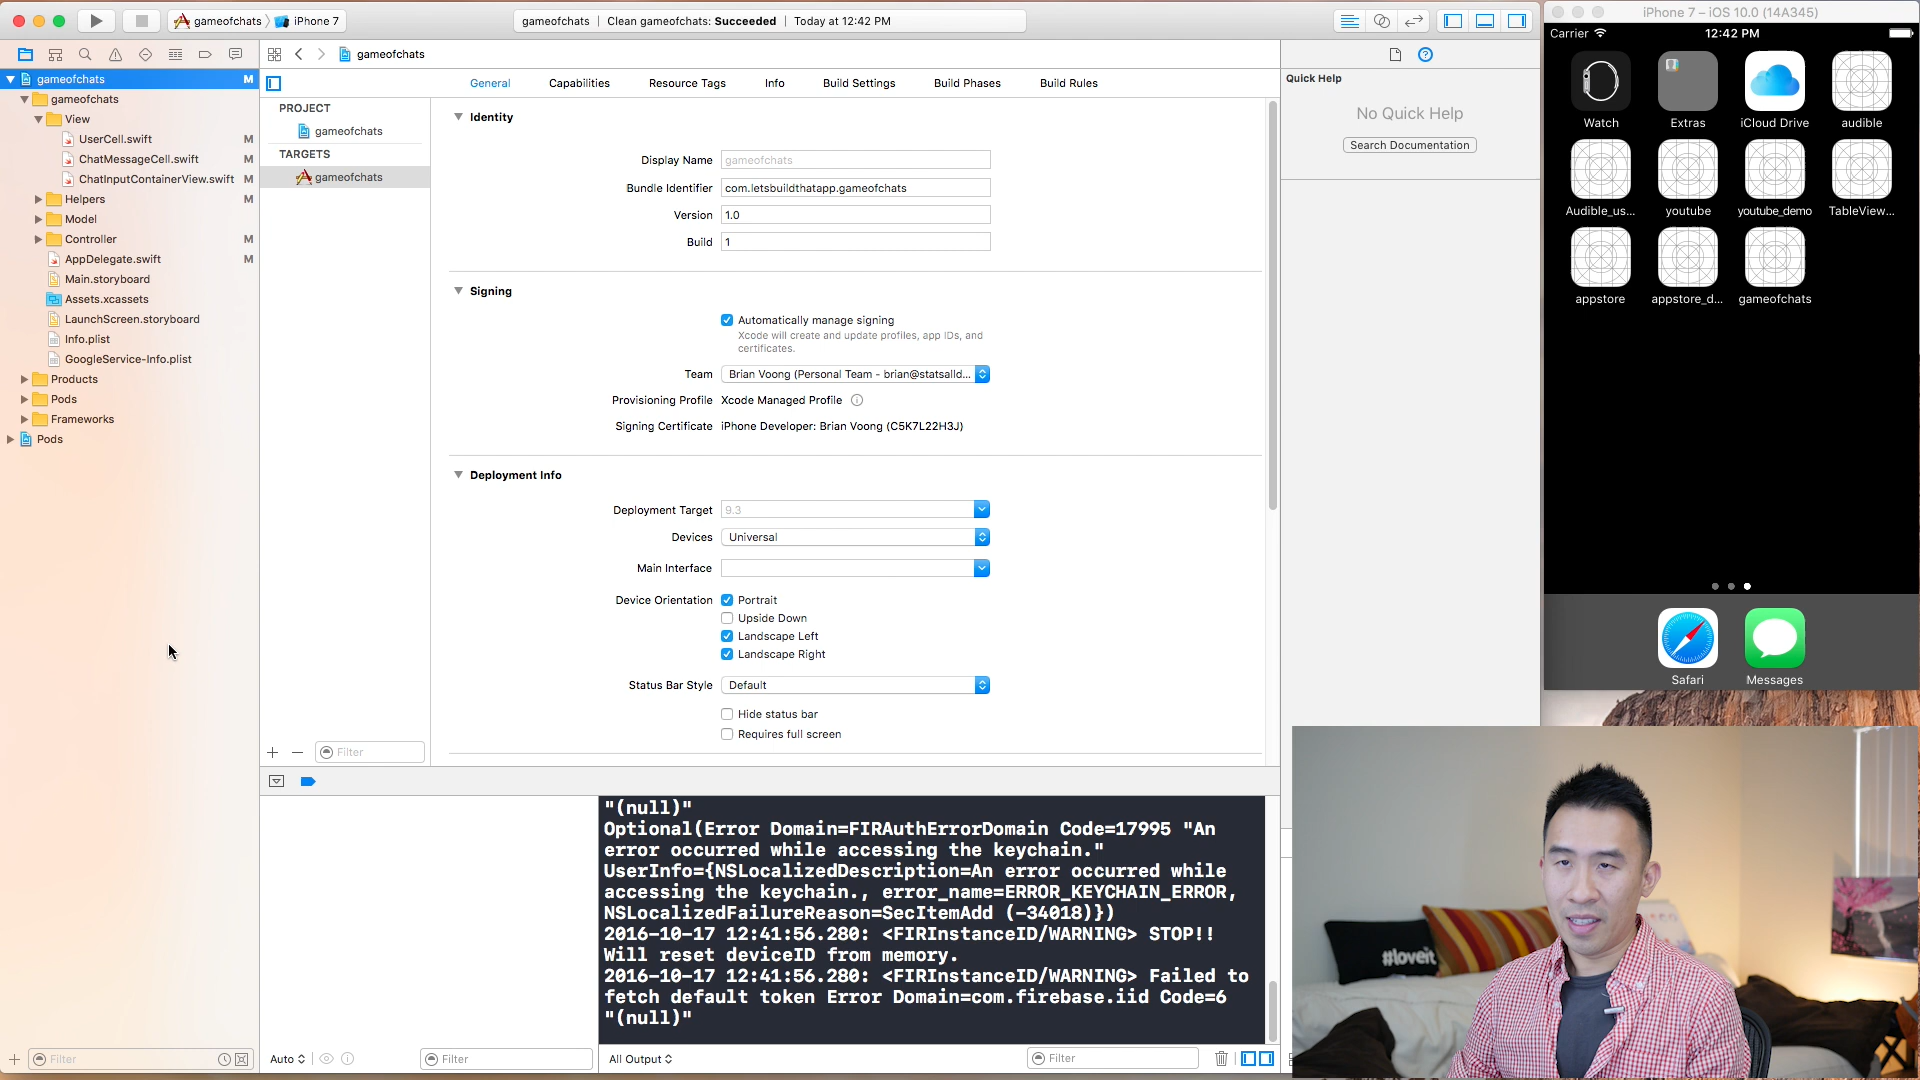 gameofchats
iPhone 7
gameofchats | Clean gameofchats: Succeeded | Today at 12:42 PM
iPhone 7 – iOS 10.0 (14A345)
Carrier
12:42 PM
gameofchats
gameofchats M
gameofchats
View
UserCell.swift M
ChatMessageCell.swift M
ChatInputContainerView.swift M
Helpers M
Model
Controller M
AppDelegate.swift M
Main.storyboard
Assets.xcassets
LaunchScreen.storyboard
Info.plist
GoogleService-Info.plist
Products
Pods
Frameworks
Pods
Filter
General
Capabilities
Resource Tags
Info
Build Settings
Build Phases
Build Rules
PROJECT
gameofchats
TARGETS
gameofchats
Filter
Identity
Display Name gameofchats
Bundle Identifier com.letsbuildthatapp.gameofchats
Version 1.0
Build 1
Signing
Automatically manage signing
Xcode will create and update profiles, app IDs, and
certificates.
Team Brian Voong (Personal Team - brian@statsalld...
Provisioning Profile Xcode Managed Profile
Signing Certificate iPhone Developer: Brian Voong (C5K7L22H3J)
Deployment Info
Deployment Target 9.3
Devices Universal
Main Interface
Device Orientation Portrait
Upside Down
Landscape Left
Landscape Right
Status Bar Style Default
Hide status bar
Requires full screen
Quick Help
No Quick Help
Search Documentation
Watch
Extras
iCloud Drive
audible
Audible_us...
youtube
youtube_demo
TableView...
appstore
appstore_d...
gameofchats
Safari
Messages
"(null)"
Optional(Error Domain=FIRAuthErrorDomain Code=17995 "An
error occurred while accessing the keychain."
UserInfo={NSLocalizedDescription=An error occurred while
accessing the keychain., error_name=ERROR_KEYCHAIN_ERROR,
NSLocalizedFailureReason=SecItemAdd (-34018)})
2016-10-17 12:41:56.280: <FIRInstanceID/WARNING> STOP!!
Will reset deviceID from memory.
2016-10-17 12:41:56.280: <FIRInstanceID/WARNING> Failed to
fetch default token Error Domain=com.firebase.iid Code=6
"(null)"
Auto
Filter
All Output
Filter
#loveit